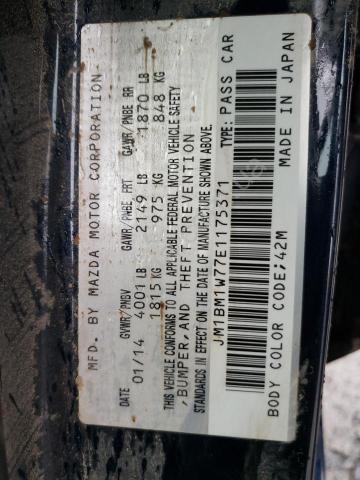 MFD. BY MAZDA MOTOR CORPORATION
DATE GVWR/PNBV GAWR/PNBE FRT GAWR/PNBE RR
01/14 4001 LB 2149 LB 1870 LB
1815 KG 975 KG 848 KG
THIS VEHICLE CONFORMS TO ALL APPLICABLE FEDERAL MOTOR VEHICLE SAFETY
,BUMPER,AND THEFT PREVENTION
STANDARDS IN EFFECT ON THE DATE OF MANUFACTURE SHOWN ABOVE.
JM1BM1W77E1175371 TYPE: PASS CAR
BODY COLOR CODE;42M MADE IN JAPAN